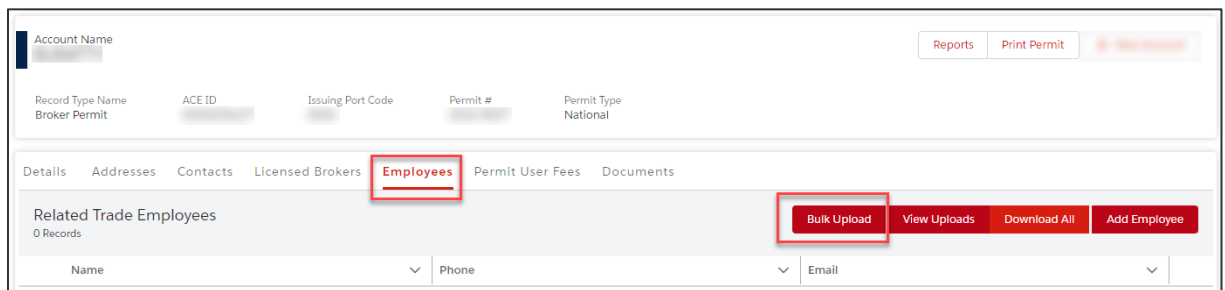 Account Name
Reports Print Permit
Record Type Name ACE ID Issuing Port Code Permit # Permit Type
Broker Permit National
Details Addresses Contacts Licensed Brokers Employees Permit User Fees Documents
Related Trade Employees
0 Records
Bulk Upload View Uploads Download All Add Employee
Name Phone Email